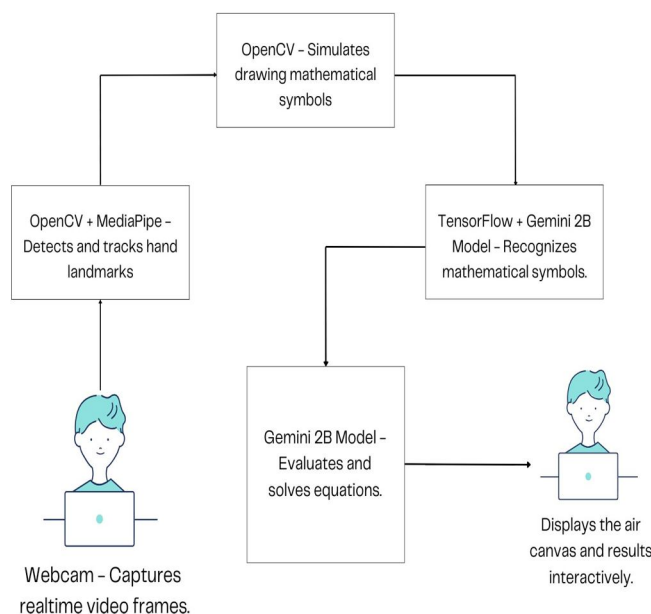 OpenCV – Simulates
drawing mathematical
symbols
OpenCV + MediaPipe –
Detects and tracks hand
landmarks
TensorFlow + Gemini 2B
Model – Recognizes
mathematical symbols.
Gemini 2B Model –
Evaluates and
solves equations.
Webcam – Captures
realtime video frames.
Displays the air
canvas and results
interactively.